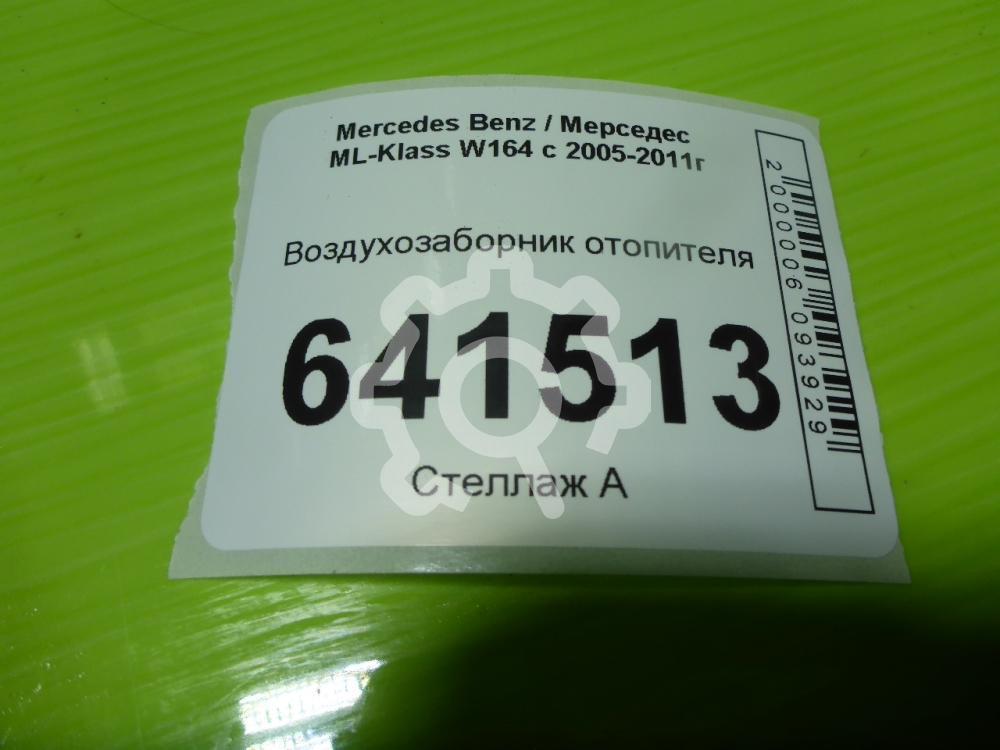 Mercedes Benz / Мерседес
ML-Klass W164 с 2005-2011г
Воздухозаборник отопителя
641513
Стеллаж А
2000006093929